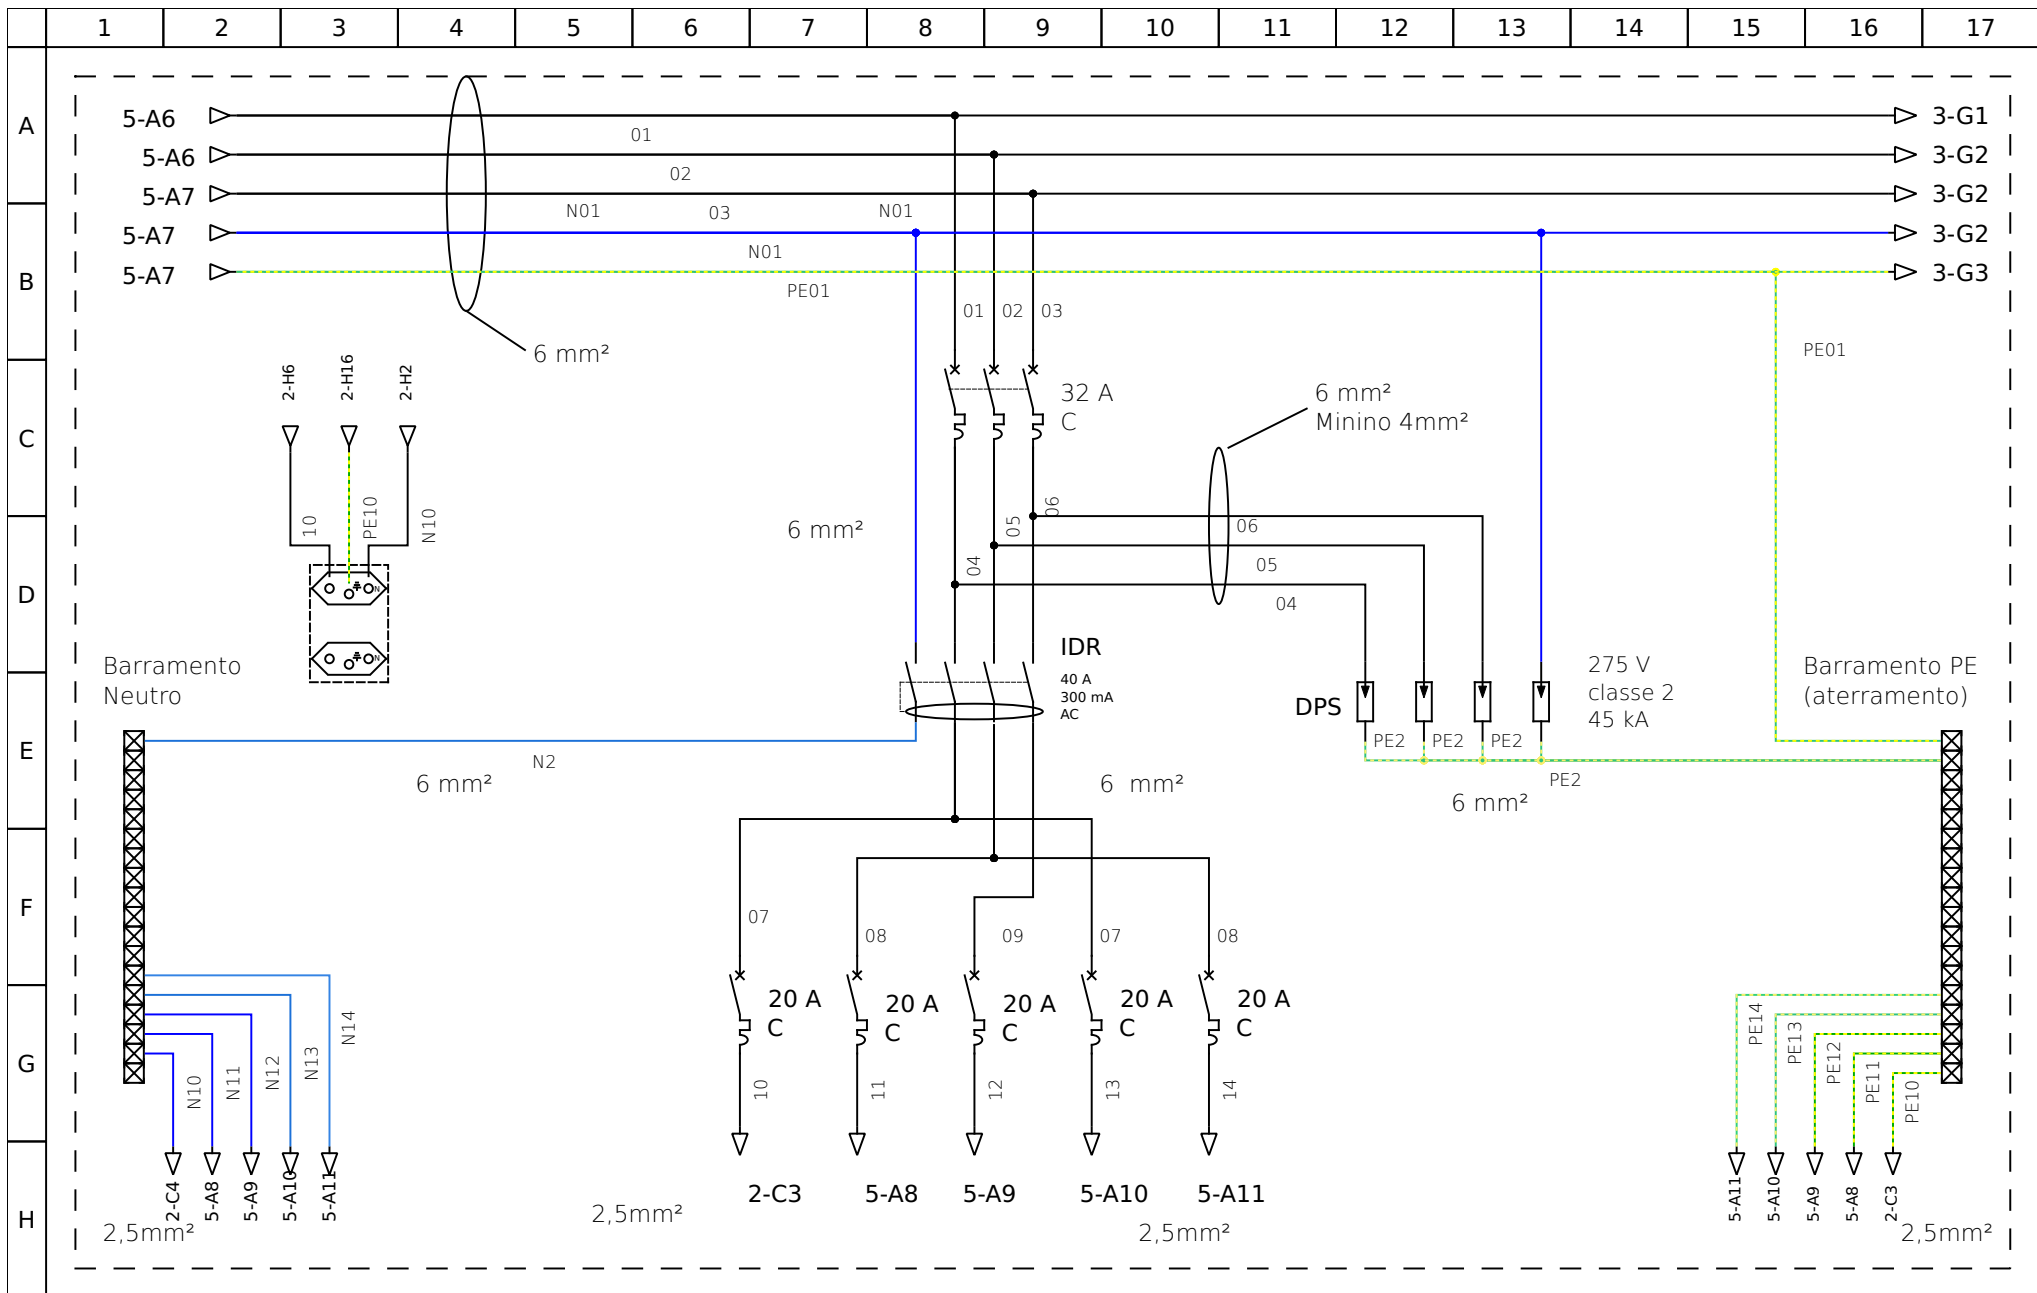 1 2 3 4 5 6 7 8 9 10 11 12 13 14 15 16 17
A
5-A6
01
3-G1
5-A6
02
3-G2
5-A7
3-G2
N01 03 N01
5-A7
3-G2
N01
B
5-A7
3-G3
PE01
01 02 03
6 mm²
PE01
2-H6 2-H16 2-H2
32 A
C
6 mm²
Minino 4mm²
C
10 PE10 N10
6 mm²
04 05 06
06
05
04
D
N
N
IDR
40 A
300 mA
AC
Barramento
Neutro
DPS
275 V
classe 2
45 kA
Barramento PE
(aterramento)
E
N2
PE2 PE2 PE2
PE2
6 mm²
6 mm²
6 mm²
F
07 08 09 07 08
20 A
C
20 A
C
20 A
C
20 A
C
20 A
C
G
N10 N11 N12 N13 N14
10 11 12 13 14
PE14 PE13 PE12 PE11 PE10
H
2-C4 5-A8 5-A9 5-A10 5-A11
2-C3 5-A8 5-A9 5-A10 5-A11
5-A11 5-A10 5-A9 5-A8 2-C3
2,5mm²
2,5mm²
2,5mm²
2,5mm²